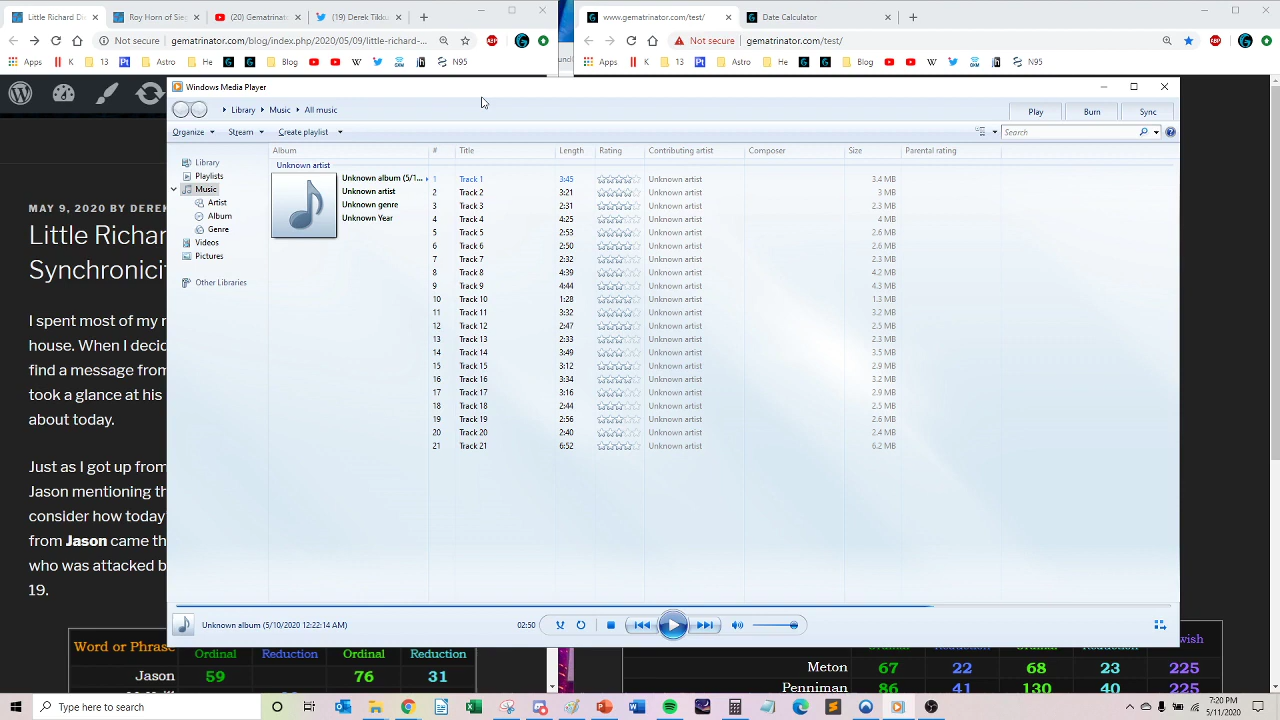 Little Richard Di
Roy Horn of Sie
(20) Gematrinat
(19) Derek Tikku
www.gematrinator.com/test/
Date Calculator
Not secure gematrinator.com/blog/index.php/2020/05/09/little-richard-...
Not secure gematrinator.com/test/
Apps K 13 Astro He Blog N95
Apps K 13 Astro He Blog N95
Windows Media Player
Library Music All music
Play Burn Sync
Organize Stream Create playlist
Search
Album # Title Length Rating Contributing artist Composer Size Parental rating
Library
Playlists
Music
Artist
Album
Genre
Videos
Pictures
Other Libraries
Unknown artist
Unknown album (5/1...
Unknown artist
Unknown genre
Unknown Year
1 Track 1 3:45 Unknown artist 3.4 MB
2 Track 2 3:21 Unknown artist 3 MB
3 Track 3 2:31 Unknown artist 2.3 MB
4 Track 4 4:25 Unknown artist 4 MB
5 Track 5 2:53 Unknown artist 2.6 MB
6 Track 6 2:50 Unknown artist 2.6 MB
7 Track 7 2:32 Unknown artist 2.3 MB
8 Track 8 4:39 Unknown artist 4.2 MB
9 Track 9 4:44 Unknown artist 4.3 MB
10 Track 10 1:28 Unknown artist 1.3 MB
11 Track 11 3:32 Unknown artist 3.2 MB
12 Track 12 2:47 Unknown artist 2.5 MB
13 Track 13 2:33 Unknown artist 2.3 MB
14 Track 14 3:49 Unknown artist 3.5 MB
15 Track 15 3:12 Unknown artist 2.9 MB
16 Track 16 3:34 Unknown artist 3.2 MB
17 Track 17 3:16 Unknown artist 2.9 MB
18 Track 18 2:44 Unknown artist 2.5 MB
19 Track 19 2:56 Unknown artist 2.6 MB
20 Track 20 2:40 Unknown artist 2.4 MB
21 Track 21 6:52 Unknown artist 6.2 MB
Unknown album (5/10/2020 12:22:14 AM)
02:50
MAY 9, 2020 BY DEREK
Little Richar
Synchronicit
I spent most of my r
house. When I decid
find a message from
took a glance at his
about today.
Just as I got up from
Jason mentioning th
consider how today
from Jason came th
who was attacked b
19.
Word or Phrase Ordinal Reduction Ordinal Reduction
Jason 59 76 31
Ordinal Reduction Ordinal Reduction wish
Meton 67 22 68 23 225
Penniman 86 41 130 40 225
Type here to search
7:20 PM
5/11/2020